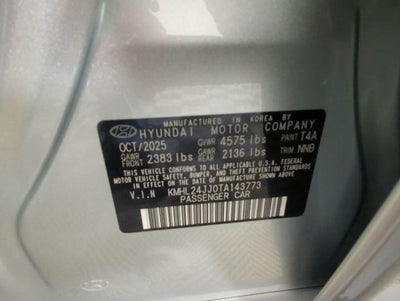 MANUFACTURED IN KOREA BY
HYUNDAI MOTOR COMPANY
OCT/2025 GVWR 4575 lbs PAINT T4A
GAWR FRONT 2383 lbs GAWR REAR 2136 lbs TRIM NNB
THIS VEHICLE CONFORMS TO ALL APPLICABLE U.S. FEDERAL
MOTOR VEHICLE SAFETY, BUMPER, AND THEFT PREVENTION STANDARDS
IN EFFECT ON THE DATE OF MANUFACTURE SHOWN ABOVE.
V.I.N KMHL24JJ0TA143773
PASSENGER CAR